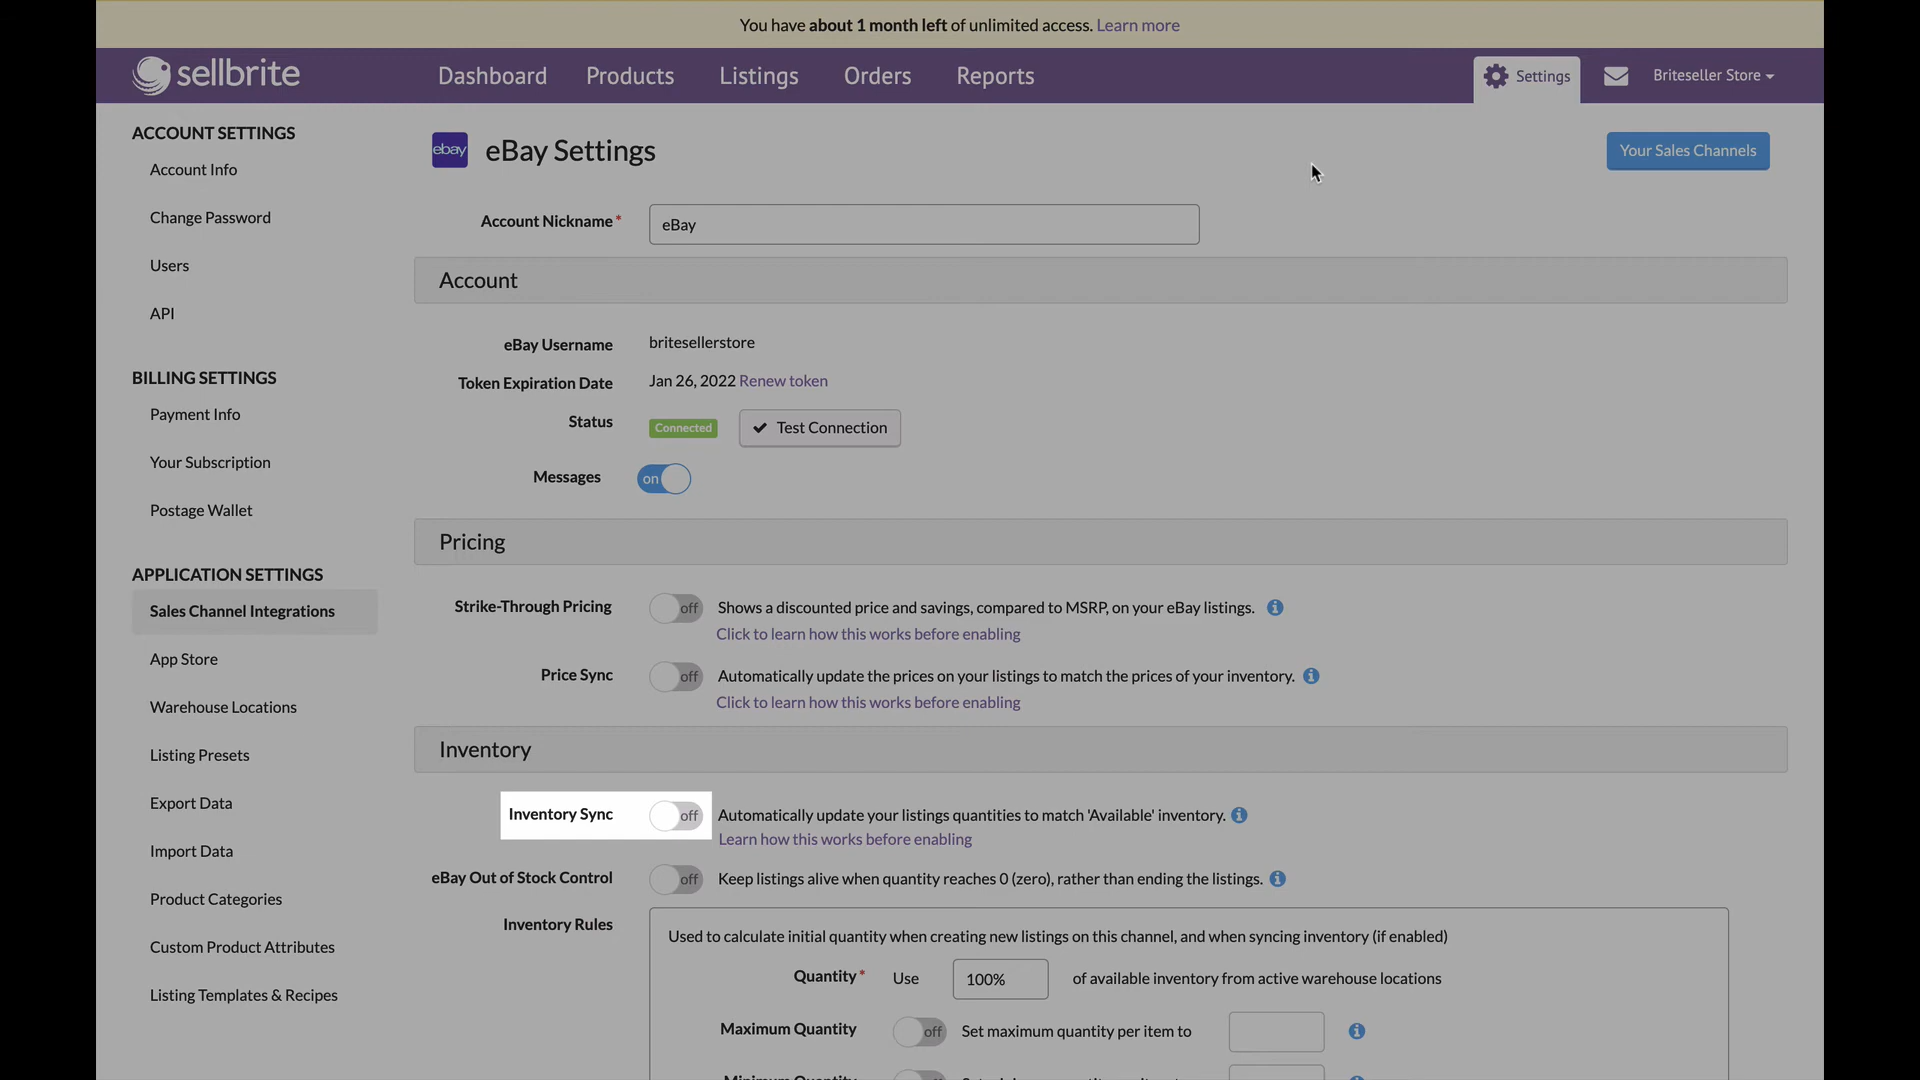 You have about 1 month left of unlimited access. Learn more
sellbrite
Dashboard
Products
Listings
Orders
Reports
Settings
Briteseller Store
ACCOUNT SETTINGS
Account Info
Change Password
Users
API
BILLING SETTINGS
Payment Info
Your Subscription
Postage Wallet
APPLICATION SETTINGS
Sales Channel Integrations
App Store
Warehouse Locations
Listing Presets
Export Data
Import Data
Product Categories
Custom Product Attributes
Listing Templates & Recipes
ebay
eBay Settings
Your Sales Channels
Account Nickname* eBay
Account
eBay Username britesellerstore
Token Expiration Date Jan 26, 2022 Renew token
Status Connected Test Connection
Messages on
Pricing
Strike-Through Pricing off Shows a discounted price and savings, compared to MSRP, on your eBay listings.
Click to learn how this works before enabling
Price Sync off Automatically update the prices on your listings to match the prices of your inventory.
Click to learn how this works before enabling
Inventory
Inventory Sync off Automatically update your listings quantities to match 'Available' inventory.
Learn how this works before enabling
eBay Out of Stock Control off Keep listings alive when quantity reaches 0 (zero), rather than ending the listings.
Inventory Rules
Used to calculate initial quantity when creating new listings on this channel, and when syncing inventory (if enabled)
Quantity* Use 100% of available inventory from active warehouse locations
Maximum Quantity off Set maximum quantity per item to